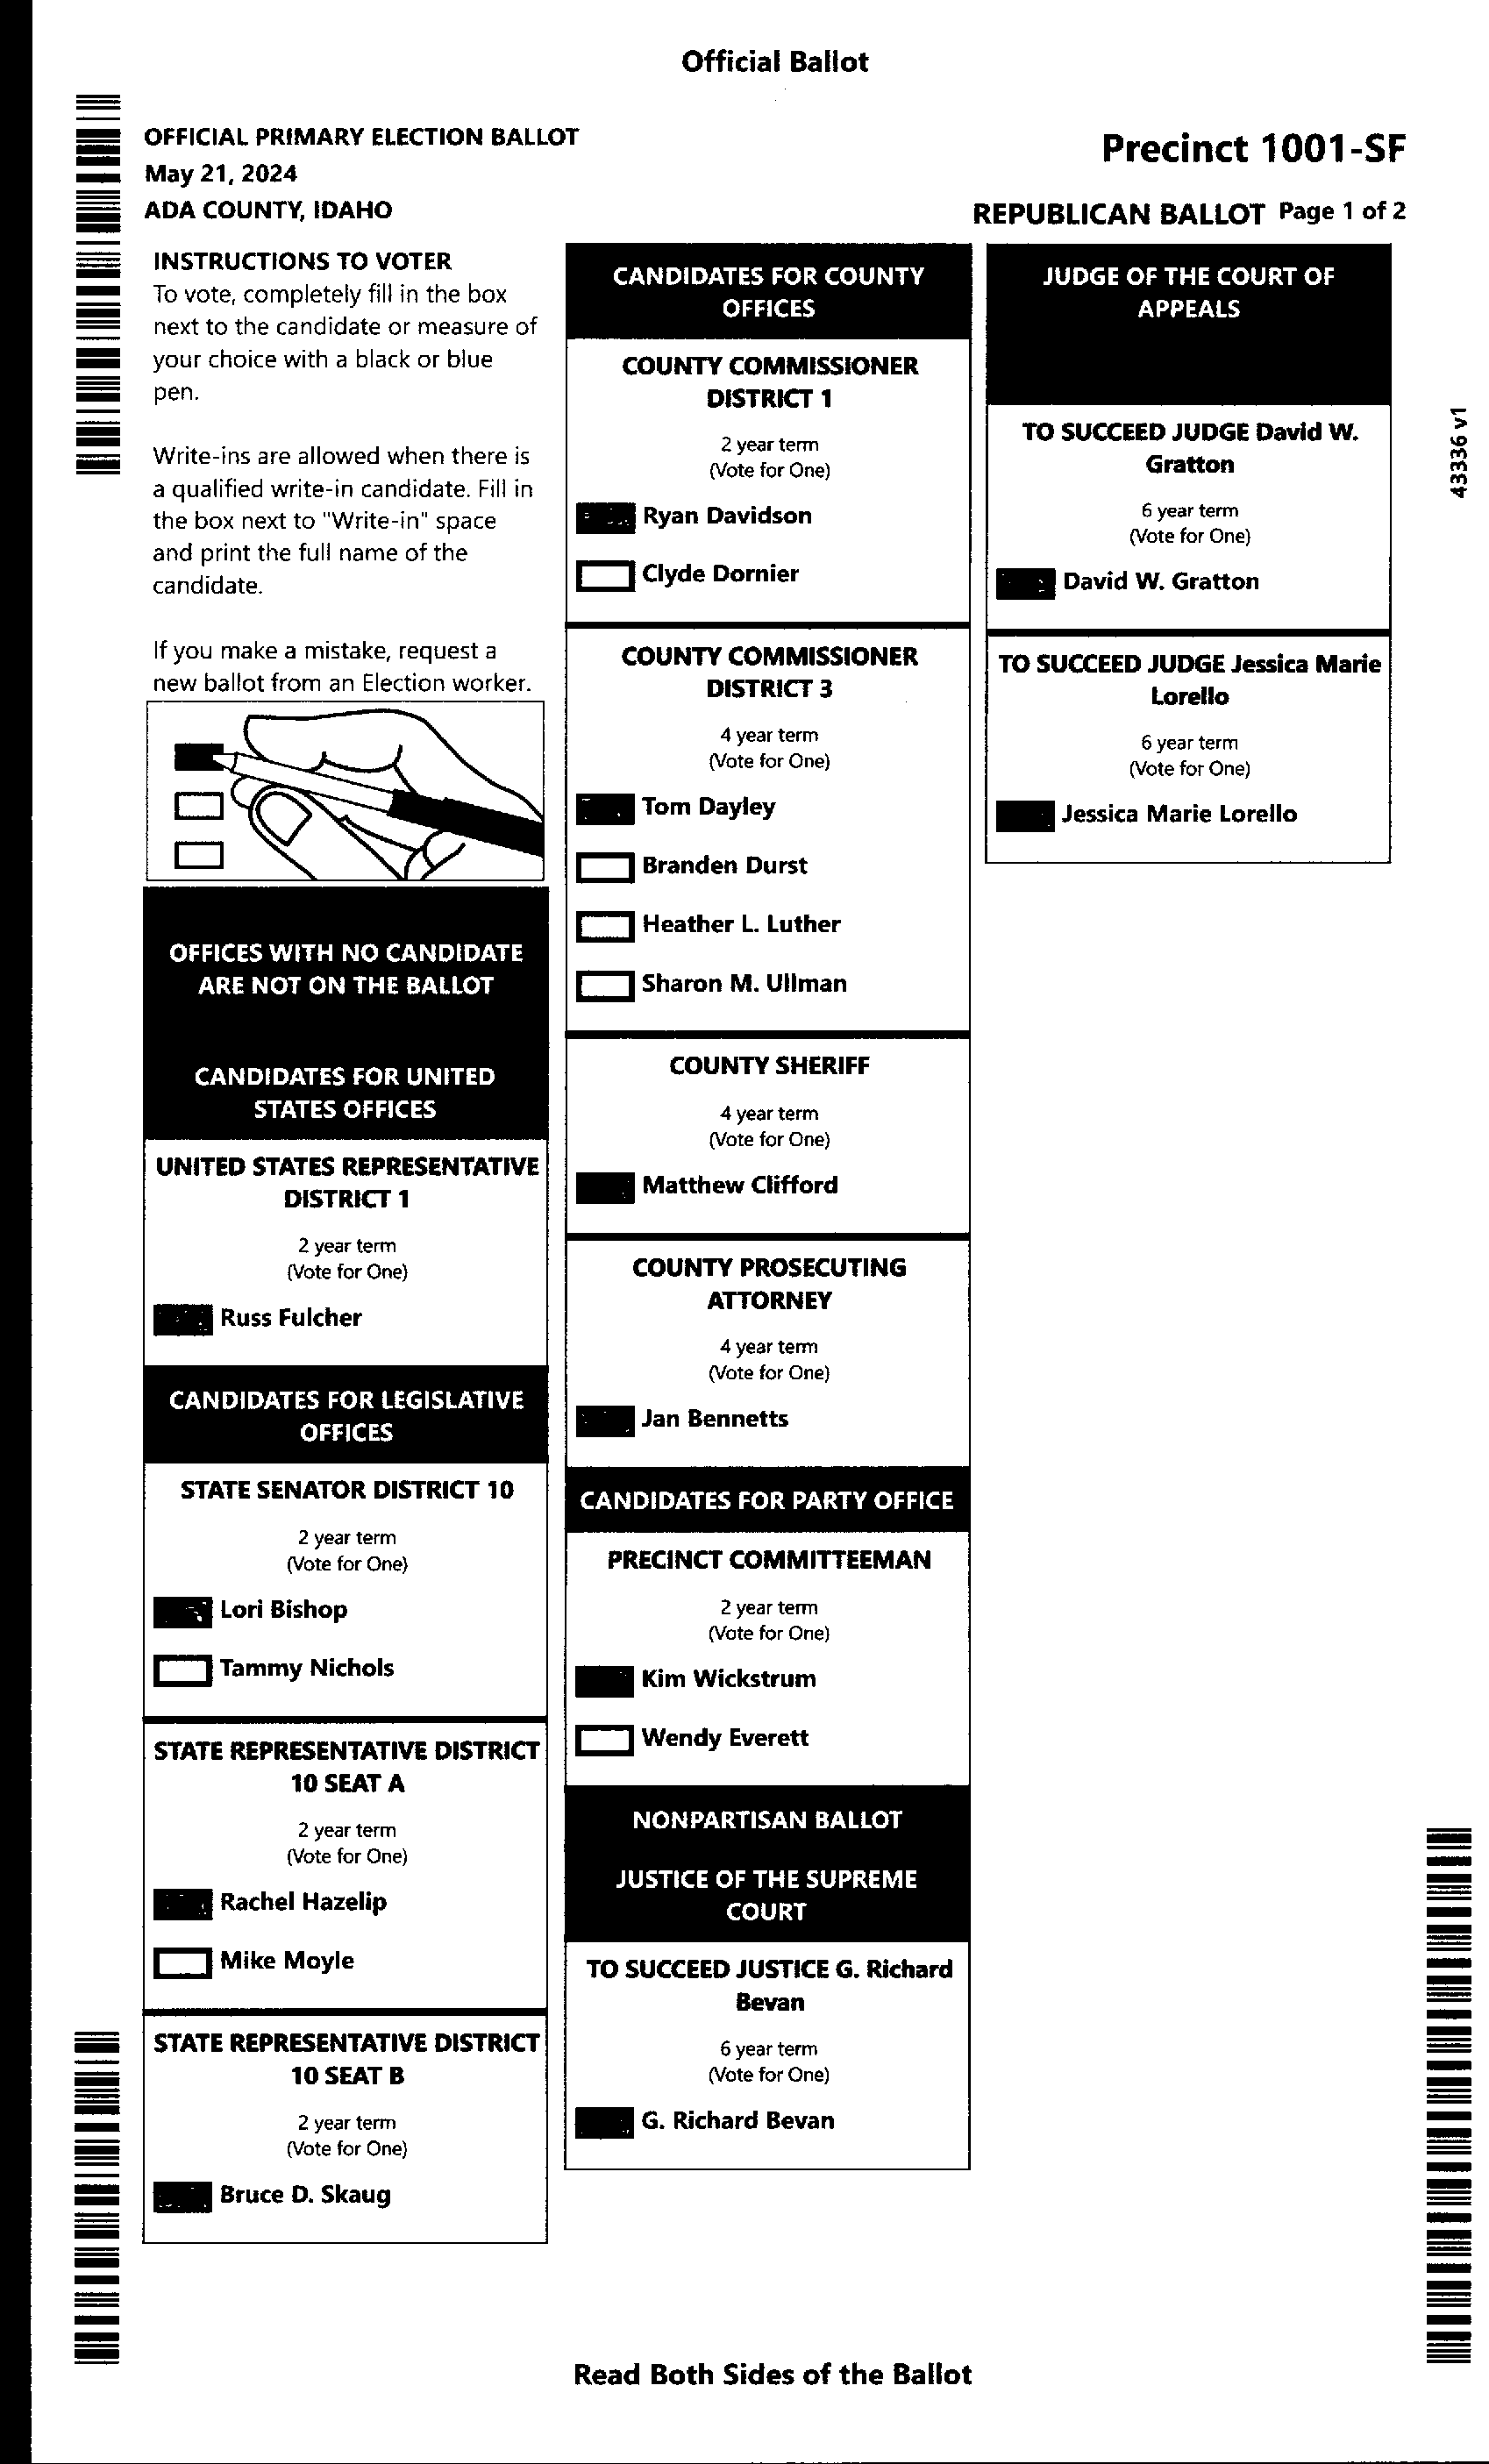 Official Ballot
OFFICIAL PRIMARY ELECTION BALLOT
May 21, 2024
ADA COUNTY, IDAHO
Precinct 1001-SF
REPUBLICAN BALLOT Page 1 of 2
INSTRUCTIONS TO VOTER
To vote, completely fill in the box
next to the candidate or measure of
your choice with a black or blue
pen.
Write-ins are allowed when there is
a qualified write-in candidate. Fill in
the box next to "Write-in" space
and print the full name of the
candidate.
If you make a mistake, request a
new ballot from an Election worker.
OFFICES WITH NO CANDIDATE
ARE NOT ON THE BALLOT
CANDIDATES FOR UNITED
STATES OFFICES
UNITED STATES REPRESENTATIVE
DISTRICT 1
2 year term
(Vote for One)
Russ Fulcher
CANDIDATES FOR LEGISLATIVE
OFFICES
STATE SENATOR DISTRICT 10
2 year term
(Vote for One)
Lori Bishop
Tammy Nichols
STATE REPRESENTATIVE DISTRICT
10 SEAT A
2 year term
(Vote for One)
Rachel Hazelip
Mike Moyle
STATE REPRESENTATIVE DISTRICT
10 SEAT B
2 year term
(Vote for One)
Bruce D. Skaug
CANDIDATES FOR COUNTY
OFFICES
COUNTY COMMISSIONER
DISTRICT 1
2 year term
(Vote for One)
Ryan Davidson
Clyde Dornier
COUNTY COMMISSIONER
DISTRICT 3
4 year term
(Vote for One)
Tom Dayley
Branden Durst
Heather L. Luther
Sharon M. Ullman
COUNTY SHERIFF
4 year term
(Vote for One)
Matthew Clifford
COUNTY PROSECUTING
ATTORNEY
4 year term
(Vote for One)
Jan Bennetts
CANDIDATES FOR PARTY OFFICE
PRECINCT COMMITTEEMAN
2 year term
(Vote for One)
Kim Wickstrum
Wendy Everett
NONPARTISAN BALLOT
JUSTICE OF THE SUPREME
COURT
TO SUCCEED JUSTICE G. Richard
Bevan
6 year term
(Vote for One)
G. Richard Bevan
JUDGE OF THE COURT OF
APPEALS
TO SUCCEED JUDGE David W.
Gratton
6 year term
(Vote for One)
David W. Gratton
TO SUCCEED JUDGE Jessica Marie
Lorello
6 year term
(Vote for One)
Jessica Marie Lorello
43336 v1
Read Both Sides of the Ballot